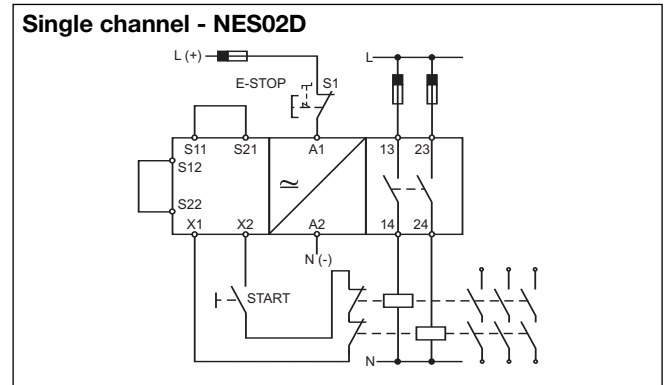 Single channel - NES02D
L (+)
L
E-STOP
S1
S11
S21
A1
13
23
S12
S22
X1
X2
A2
14
24
N (-)
START
N